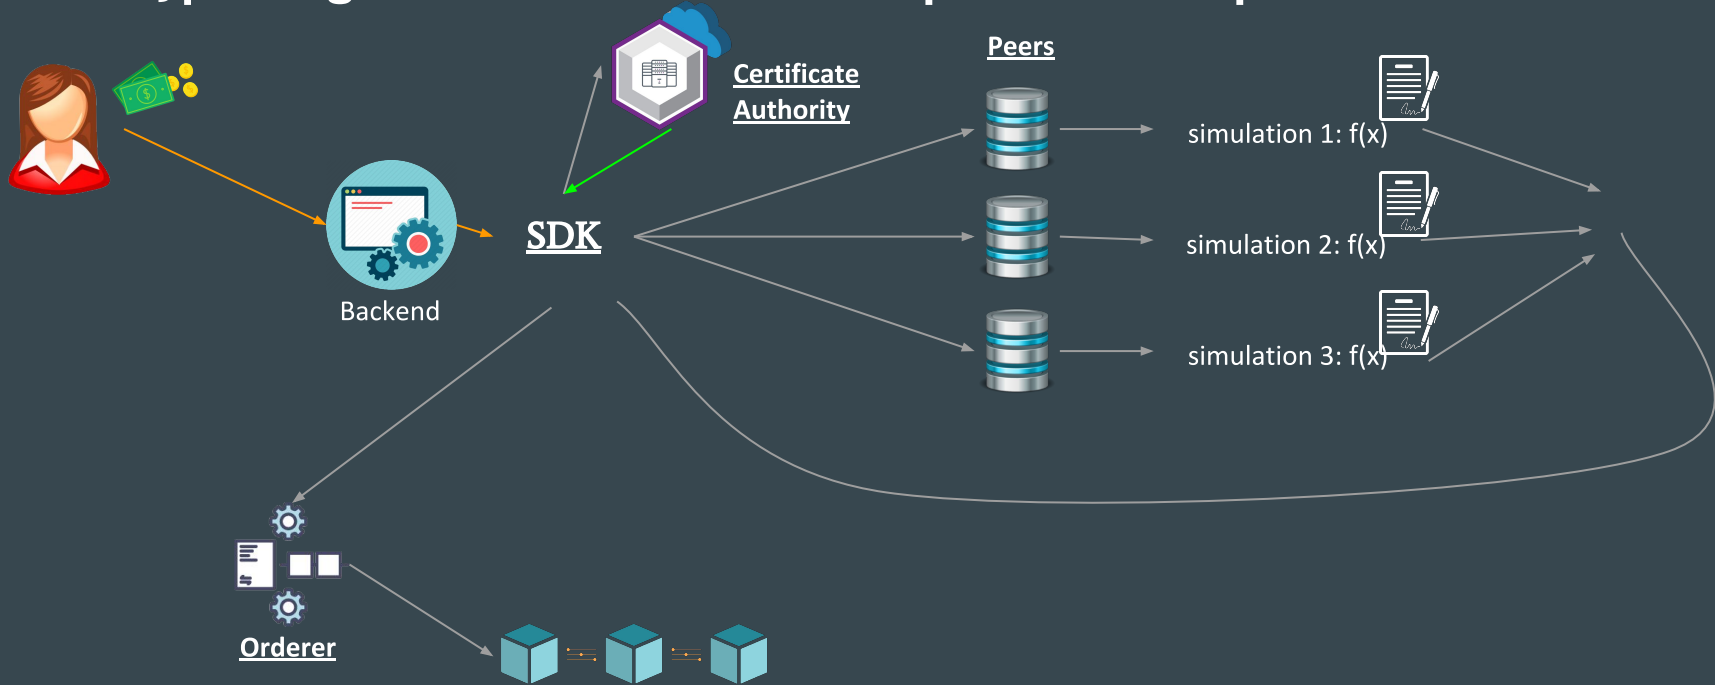 Certificate
Authority
Peers
simulation 1: f(x)
simulation 2: f(x)
simulation 3: f(x)
SDK
Backend
Orderer